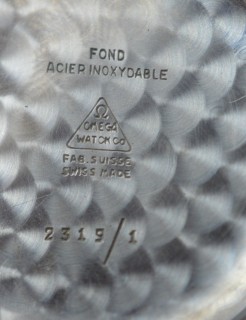 FOND
ACIER INOXYDABLE
Ω
OMEGA
WATCH Co
FAB. SUISSE
SWISS MADE
2319/1